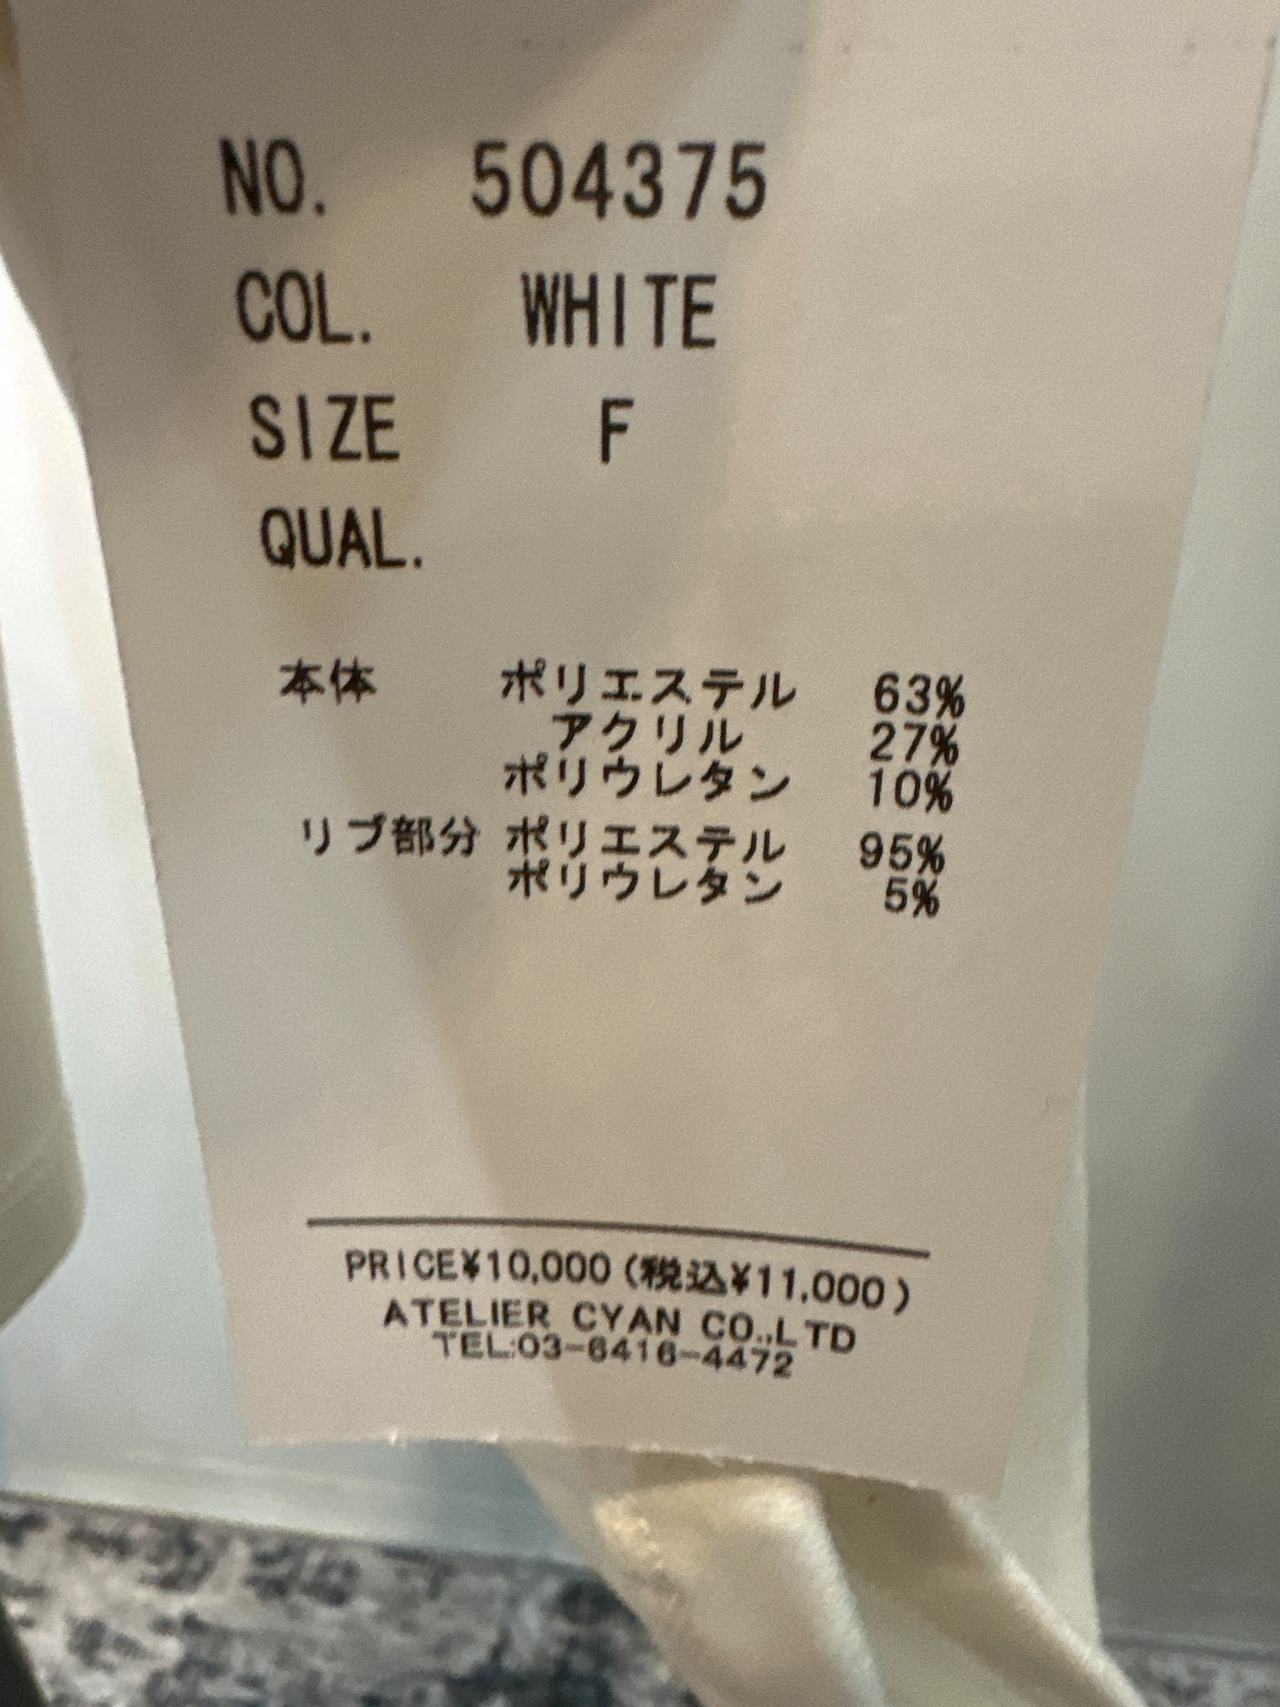 NO. 504375
COL. WHITE
SIZE F
QUAL.
本体 ポリエステル 63%
アクリル 27%
ポリウレタン 10%
リブ部分 ポリエステル 95%
ポリウレタン 5%
PRICE¥10,000(税込¥11,000)
ATELIER CYAN CO.,LTD
TEL:03-6416-4472